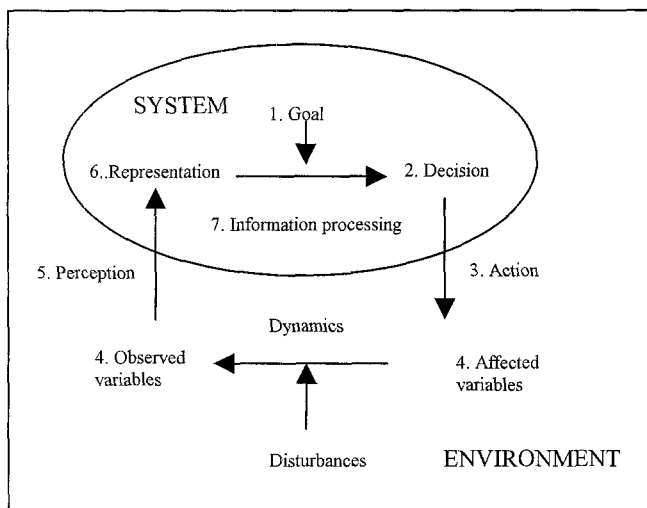 SYSTEM
1. Goal
6..Representation
2. Decision
7. Information processing
5. Perception
3. Action
Dynamics
4. Observed
variables
4. Affected
variables
Disturbances
ENVIRONMENT